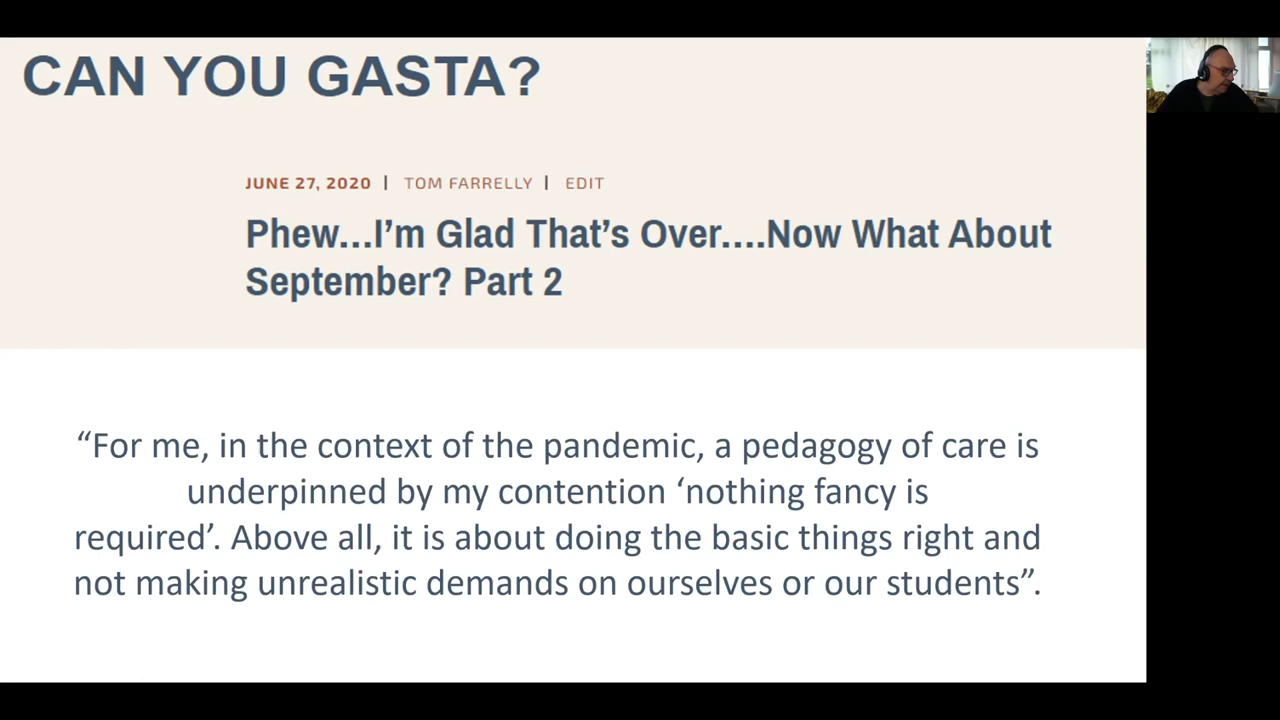 CAN YOU GASTA?
JUNE 27, 2020 | TOM FARRELLY | EDIT
Phew...I’m Glad That’s Over....Now What About
September? Part 2
“For me, in the context of the pandemic, a pedagogy of care is
underpinned by my contention ‘nothing fancy is
required’. Above all, it is about doing the basic things right and
not making unrealistic demands on ourselves or our students”.